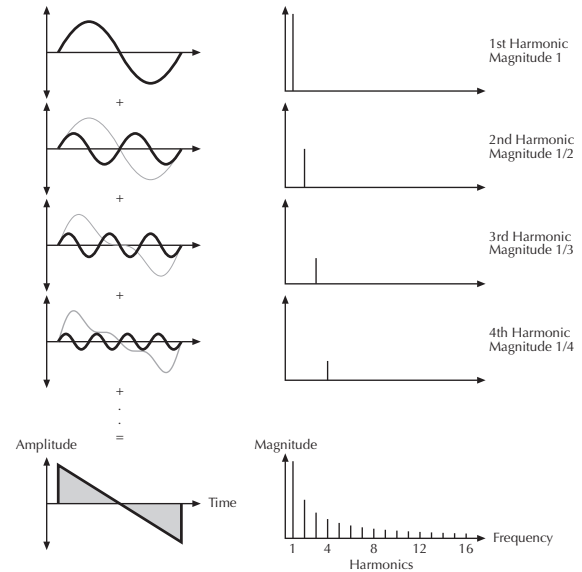 1st Harmonic
Magnitude 1
+
2nd Harmonic
Magnitude 1/2
+
3rd Harmonic
Magnitude 1/3
+
4th Harmonic
Magnitude 1/4
+
.
.
=
Amplitude
Time
Magnitude
Frequency
1 4 8 12 16
Harmonics